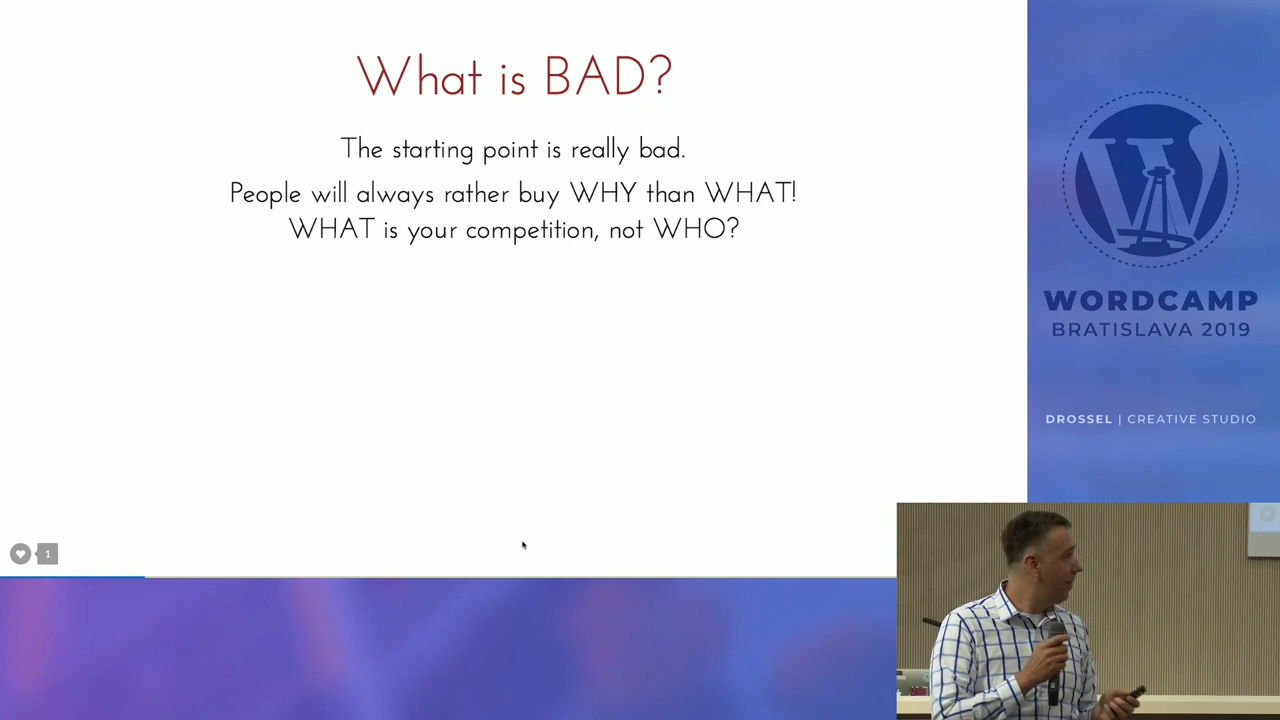 What is BAD?
The starting point is really bad.
People will always rather buy WHY than WHAT!
WHAT is your competition, not WHO?
1
WORDCAMP
BRATISLAVA 2019
DROSSEL | CREATIVE STUDIO